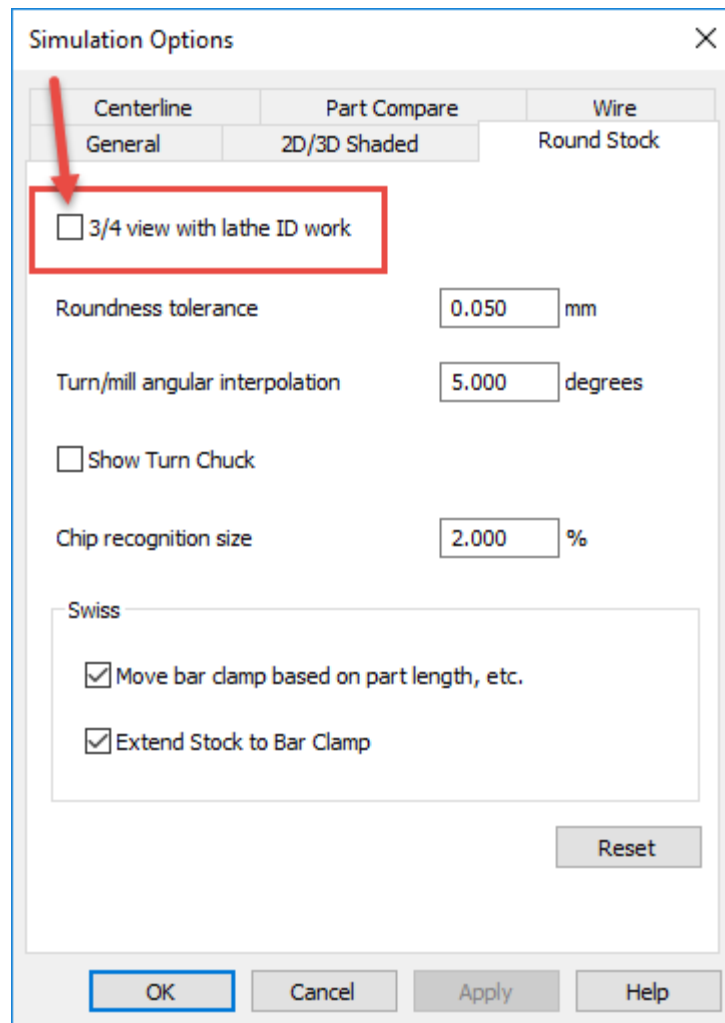 Simulation Options
Centerline Part Compare Wire
General 2D/3D Shaded Round Stock
3/4 view with lathe ID work
Roundness tolerance 0.050 mm
Turn/mill angular interpolation 5.000 degrees
Show Turn Chuck
Chip recognition size 2.000 %
Swiss
Move bar clamp based on part length, etc.
Extend Stock to Bar Clamp
Reset
OK Cancel Apply Help